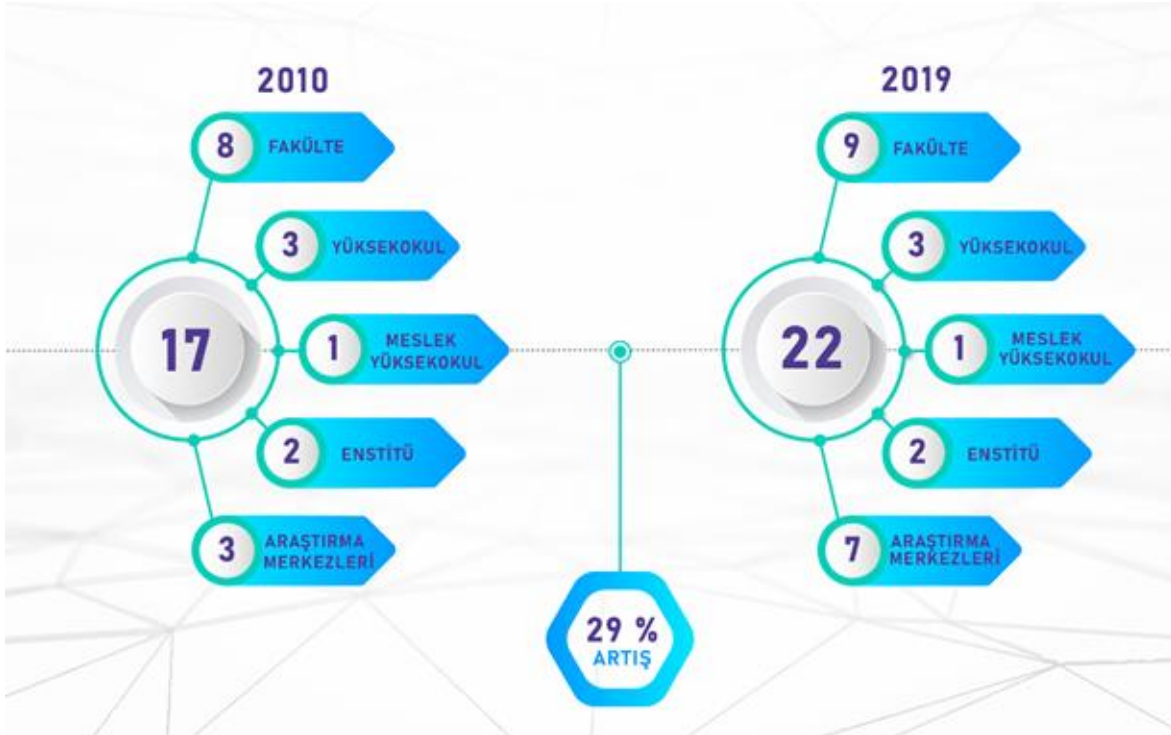 2010
8
FAKÜLTE
3
YÜKSEKOKUL
17
1
MESLEK
YÜKSEKOKUL
2
ENSTİTÜ
3
ARAŞTIRMA
MERKEZLERİ
29 %
ARTIŞ
2019
9
FAKÜLTE
3
YÜKSEKOKUL
22
1
MESLEK
YÜKSEKOKUL
2
ENSTİTÜ
7
ARAŞTIRMA
MERKEZLERİ